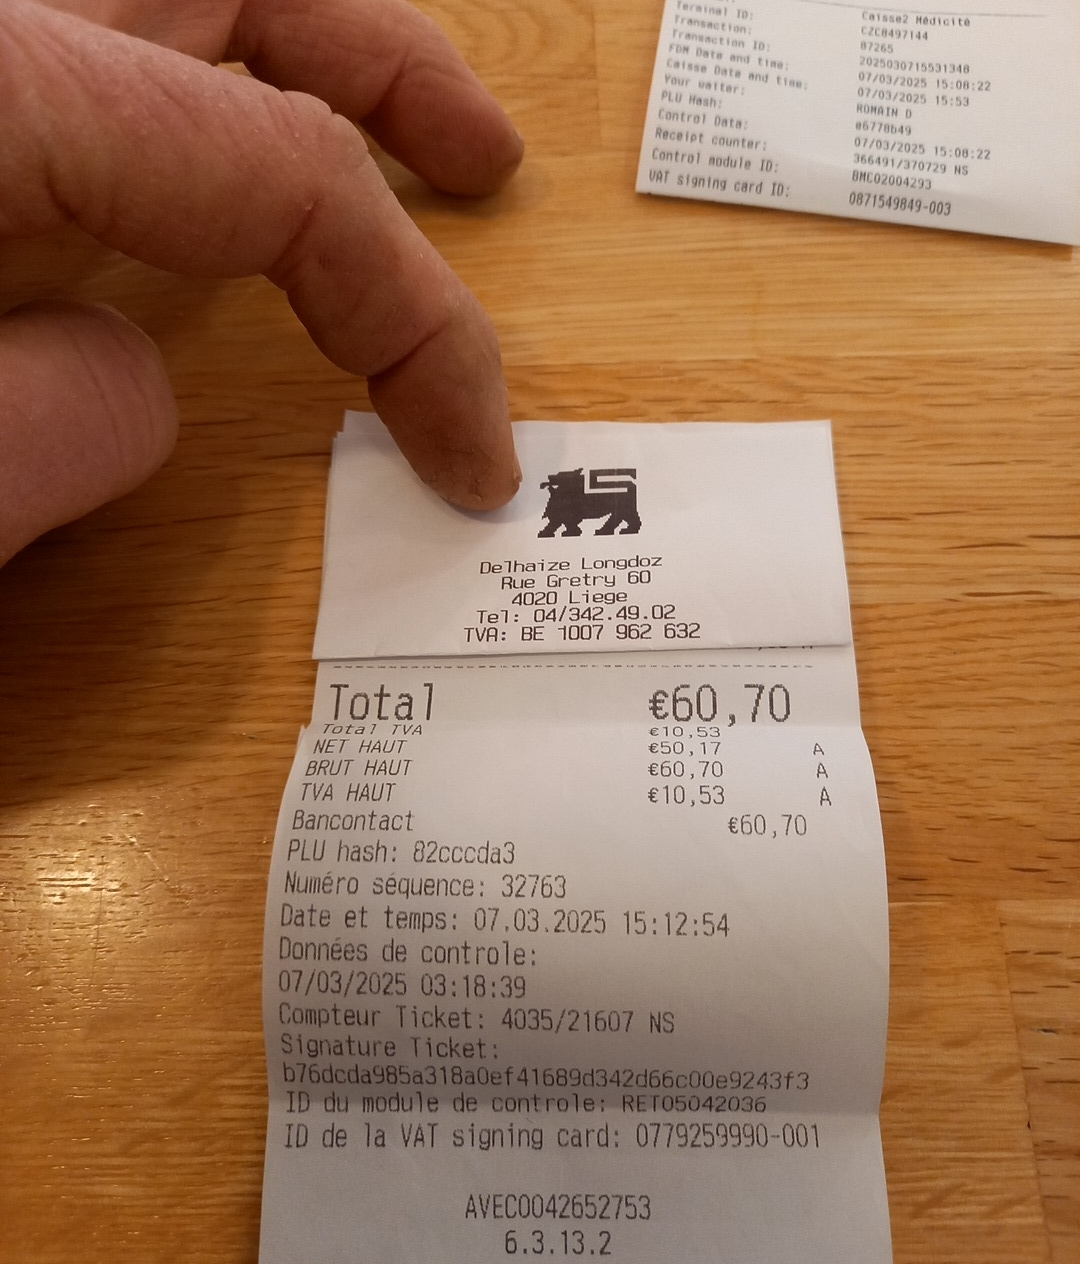 Terminal ID: Caisse2 Médicité
Transaction: CZC8497144
Transaction ID: 87265
FDM Date and time: 2025030715531348
Caisse Date and time: 07/03/2025 15:08:22
Your waiter: 07/03/2025 15:53
PLU Hash: ROMAIN D
Control Data: e6778b49
Receipt counter: 07/03/2025 15:08:22
Control module ID: 366491/370729 NS
VAT signing card ID: BMC02004293
0871549849-003
Delhaize Longdoz
Rue Gretry 60
4020 Liege
Tel: 04/342.49.02
TVA: BE 1007 962 632
Total €60,70
Total TVA €10,53
NET HAUT €50,17 A
BRUT HAUT €60,70 A
TVA HAUT €10,53 A
Bancontact €60,70
PLU hash: 82cccda3
Numéro séquence: 32763
Date et temps: 07.03.2025 15:12:54
Données de controle:
07/03/2025 03:18:39
Compteur Ticket: 4035/21607 NS
Signature Ticket:
b76dcda985a318a0ef41689d342d66c00e9243f3
ID du module de controle: RET05042036
ID de la VAT signing card: 0779259990-001
AVEC0042652753
6.3.13.2